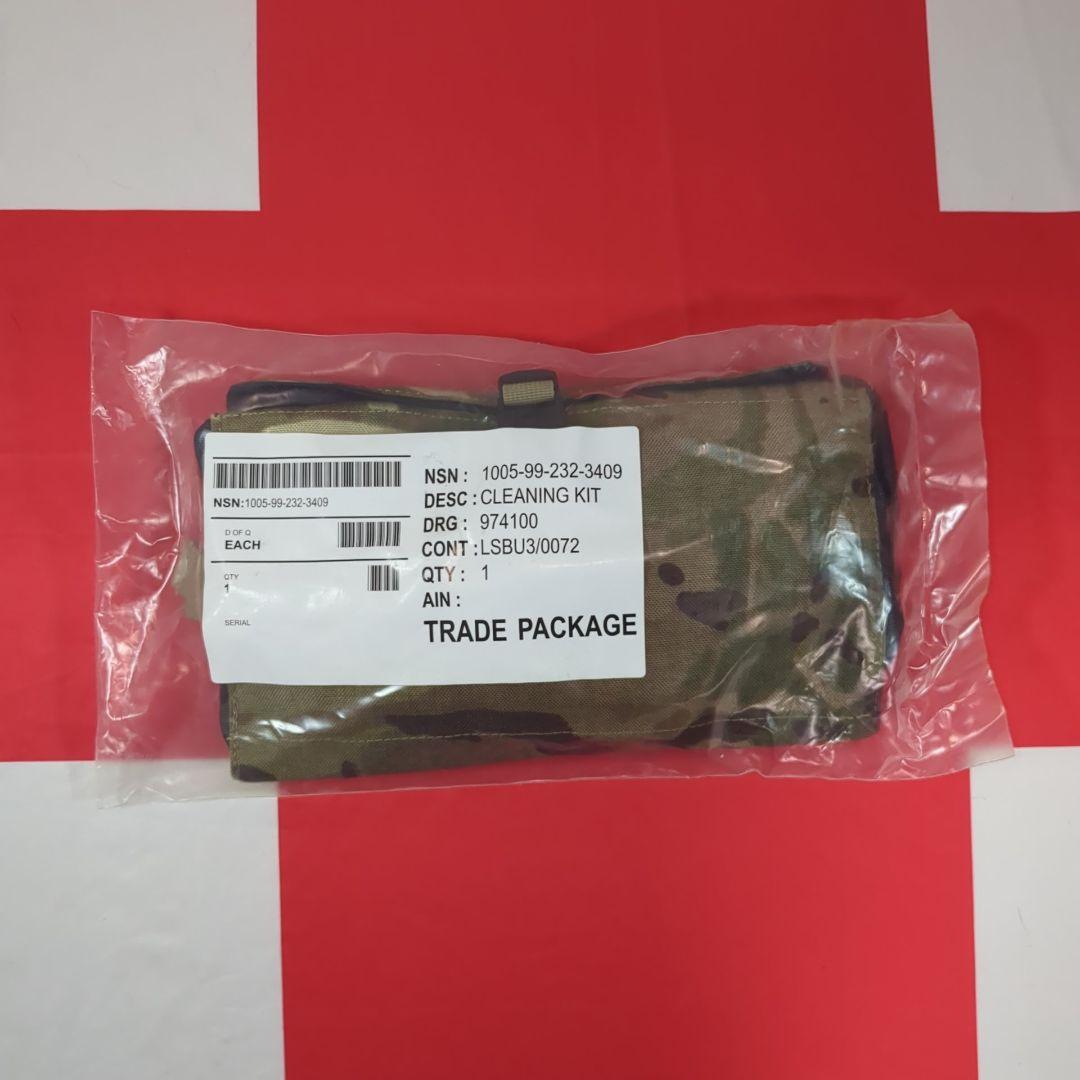 NSN:1005-99-232-3409
D OF Q
EACH
QTY
1
SERIAL
NSN : 1005-99-232-3409
DESC : CLEANING KIT
DRG : 974100
CONT : LSBU3/0072
QTY : 1
AIN :
TRADE PACKAGE